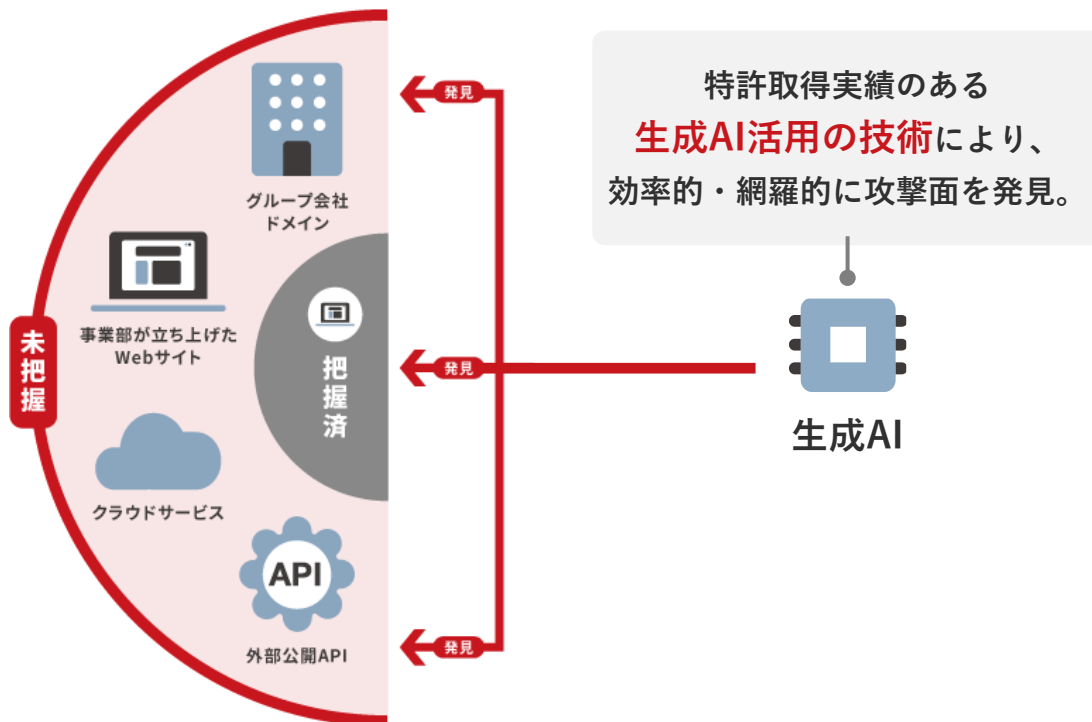 特許取得実績のある
生成AI活用の技術により、
効率的・網羅的に攻撃面を発見。
発見
グループ会社
ドメイン
事業部が立ち上げた
Webサイト
未把握
把握済
発見
生成AI
クラウドサービス
API
外部公開API
発見